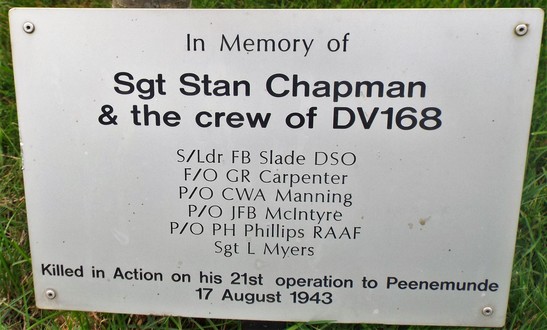 In Memory of
Sgt Stan Chapman
& the crew of DV168
S/Ldr FB Slade DSO
F/O GR Carpenter
P/O CWA Manning
P/O JFB McIntyre
P/O PH Phillips RAAF
Sgt L Myers
Killed in Action on his 21st operation to Peenemunde
17 August 1943